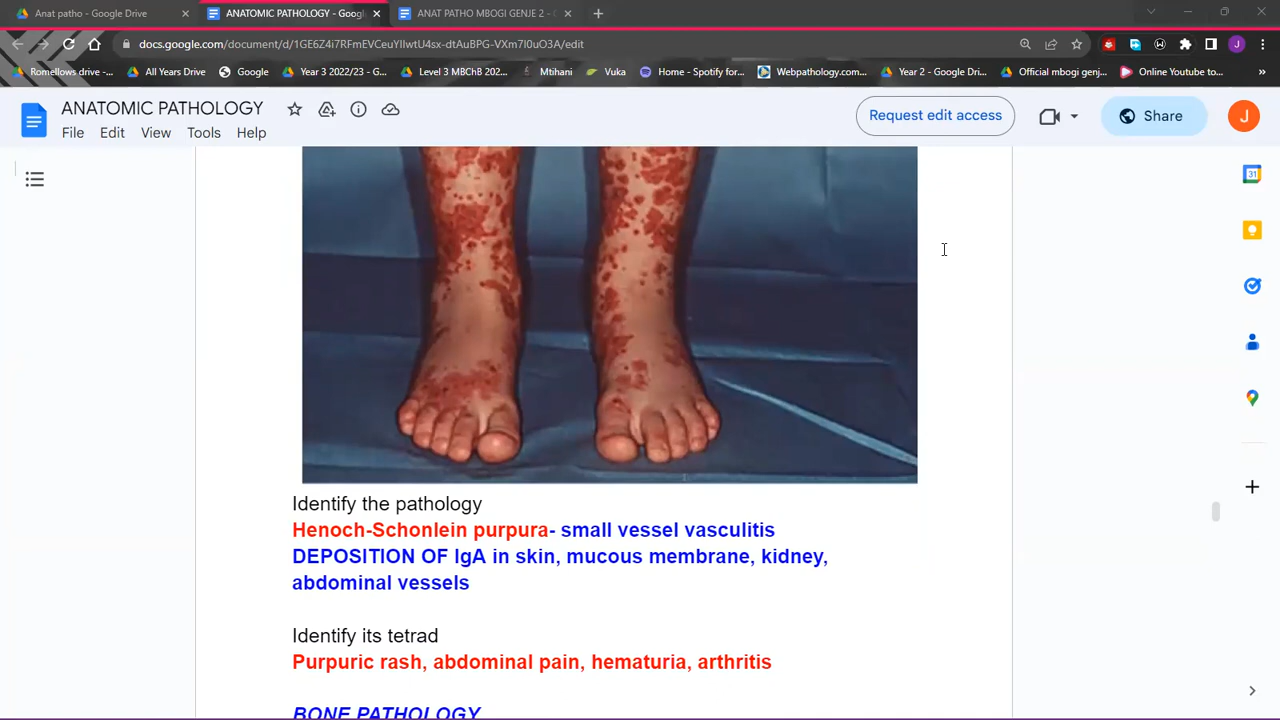 Anat patho - Google Drive
ANATOMIC PATHOLOGY - Googl
ANAT PATHO MBOGI GENJE 2 -
docs.google.com/document/d/1GE6Z4i7RFmEVCeuYIlwtU4sx-dtAuBPG-VXm7I0uO3A/edit
Romellows drive -...
All Years Drive
Google
Year 3 2022/23 - G...
Level 3 MBChB 202...
Mtihani
Vuka
Home - Spotify for...
Webpathology.com...
Year 2 - Google Dri...
Official mbogi genj...
Online Youtube to...
ANATOMIC PATHOLOGY
File Edit View Tools Help
Request edit access
Share
J
31
Identify the pathology
Henoch-Schonlein purpura- small vessel vasculitis
DEPOSITION OF IgA in skin, mucous membrane, kidney,
abdominal vessels
Identify its tetrad
Purpuric rash, abdominal pain, hematuria, arthritis
BONE PATHOLOGY